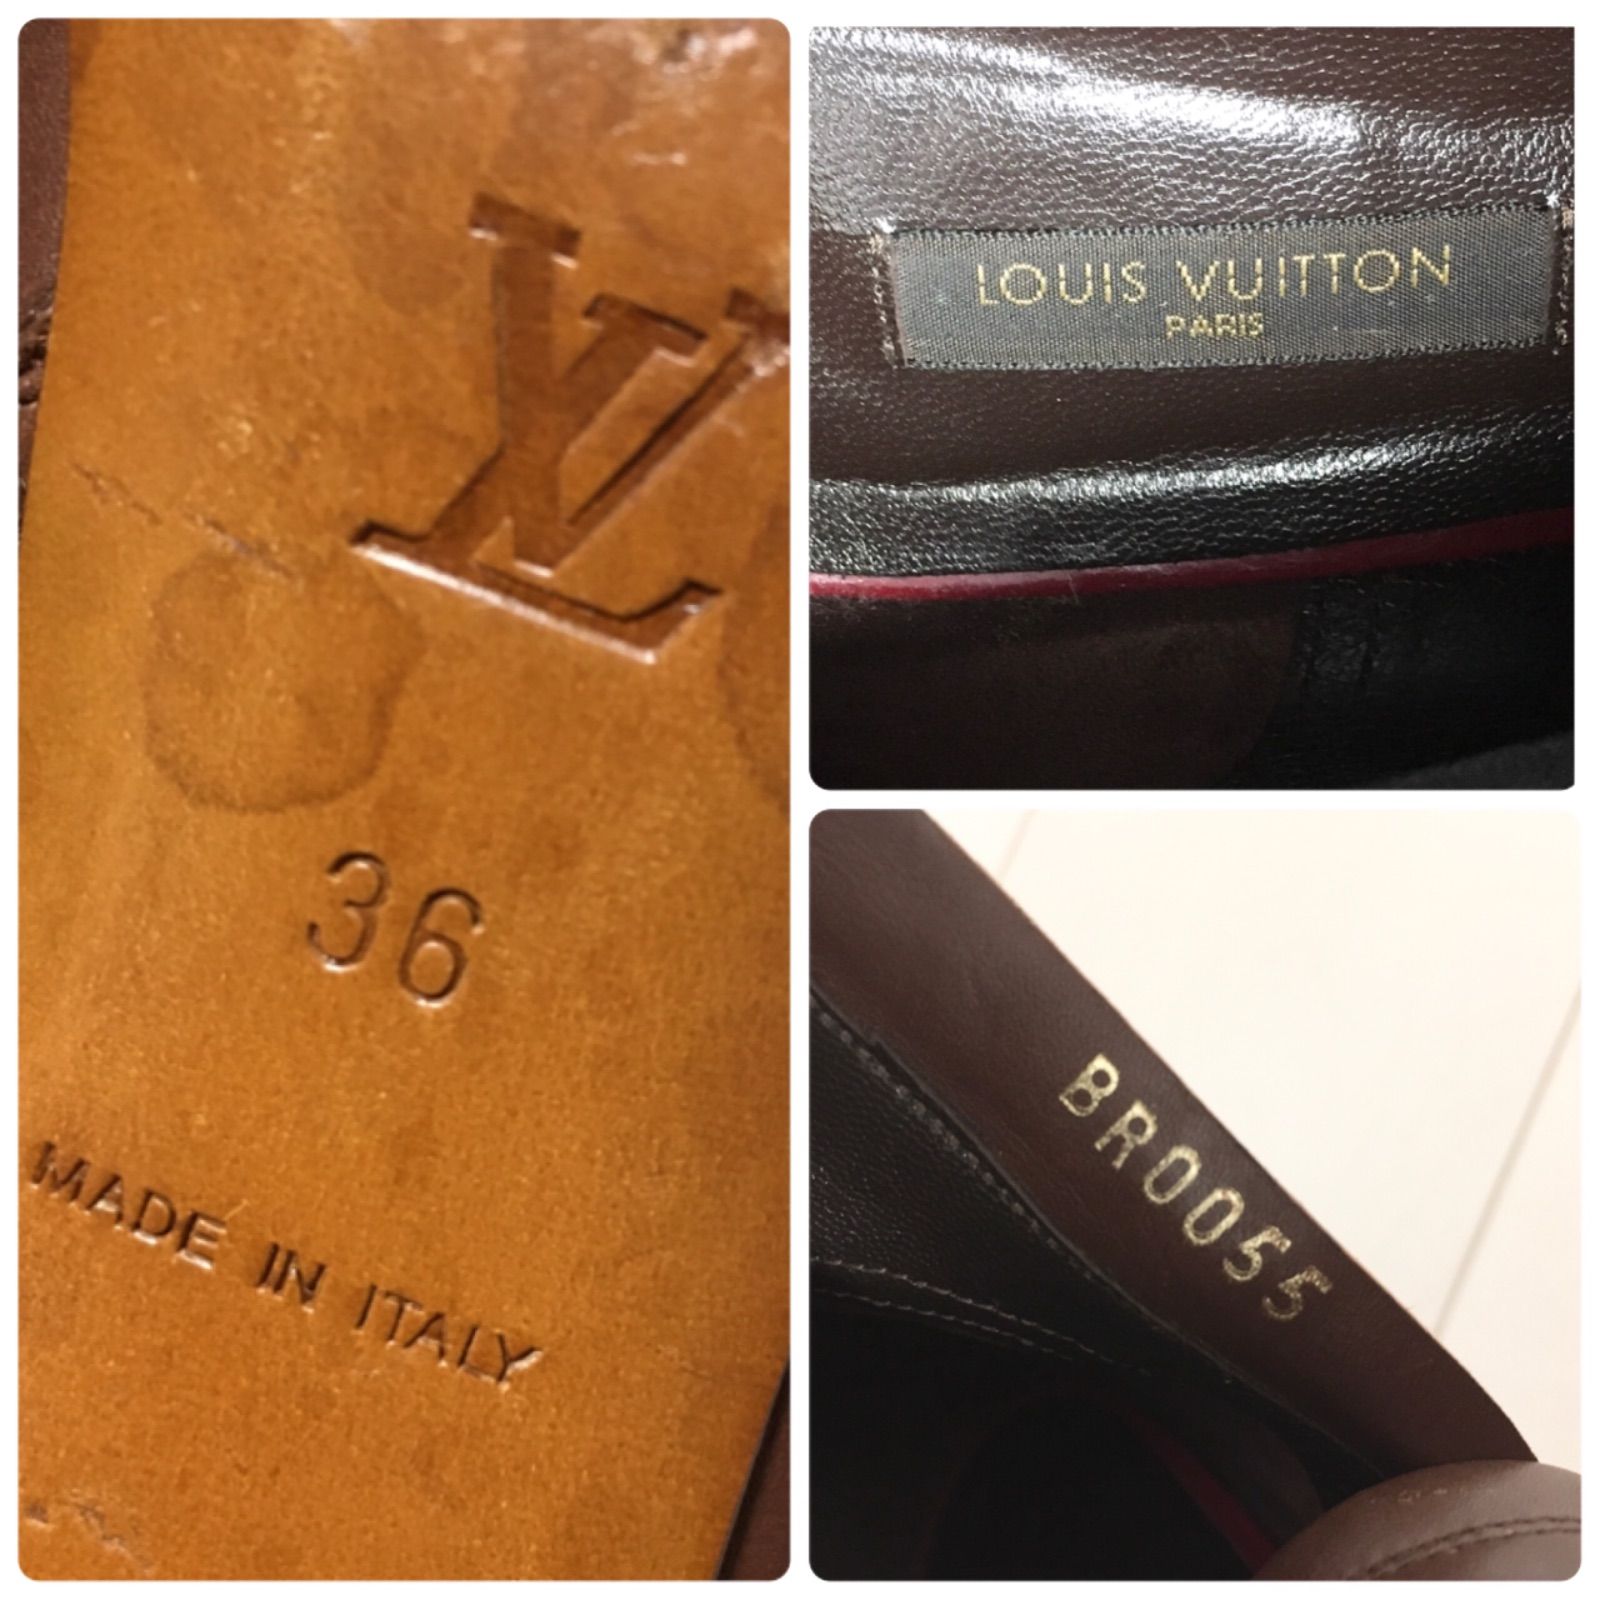 LV
36
MADE IN ITALY
LOUIS VUITTON
PARIS
BR0055